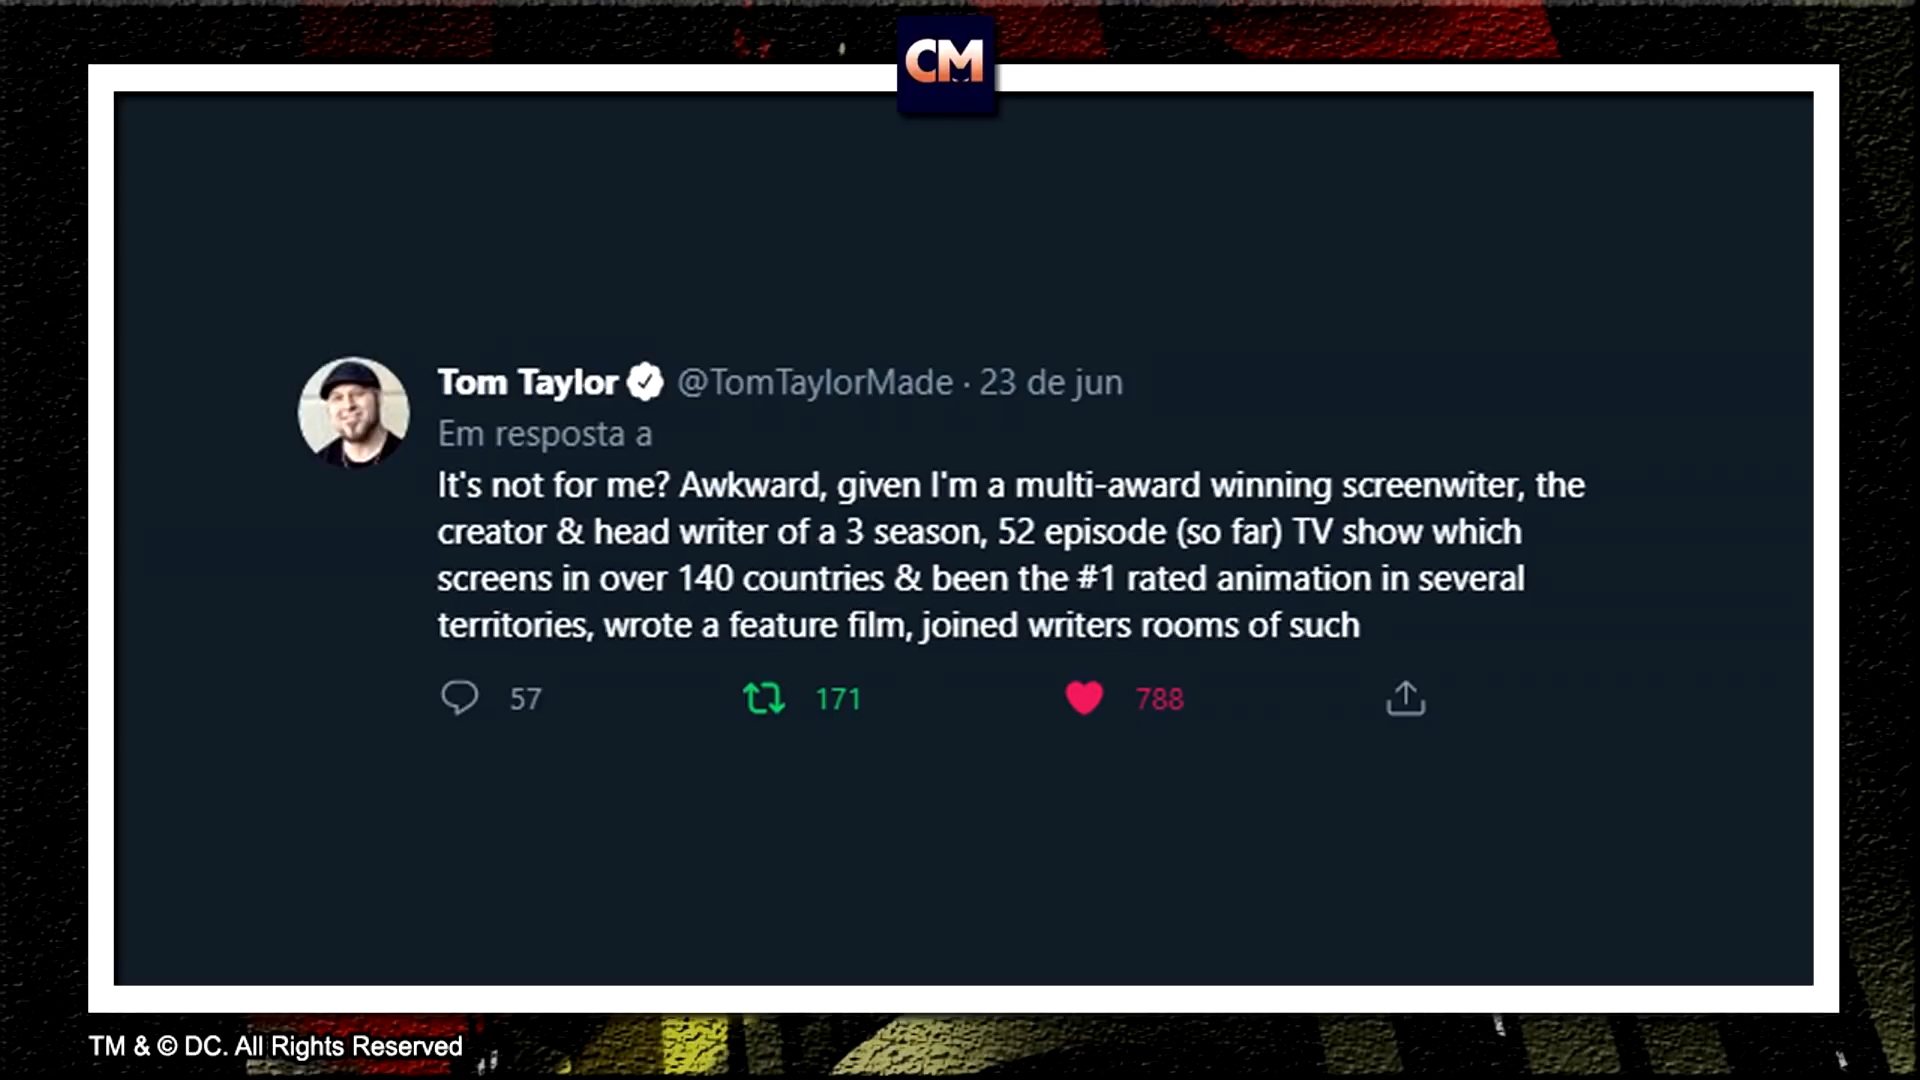 CM
Tom Taylor @TomTaylorMade · 23 de jun
Em resposta a
It's not for me? Awkward, given I'm a multi-award winning screenwiter, the
creator & head writer of a 3 season, 52 episode (so far) TV show which
screens in over 140 countries & been the #1 rated animation in several
territories, wrote a feature film, joined writers rooms of such
57 171 788
TM & © DC. All Rights Reserved